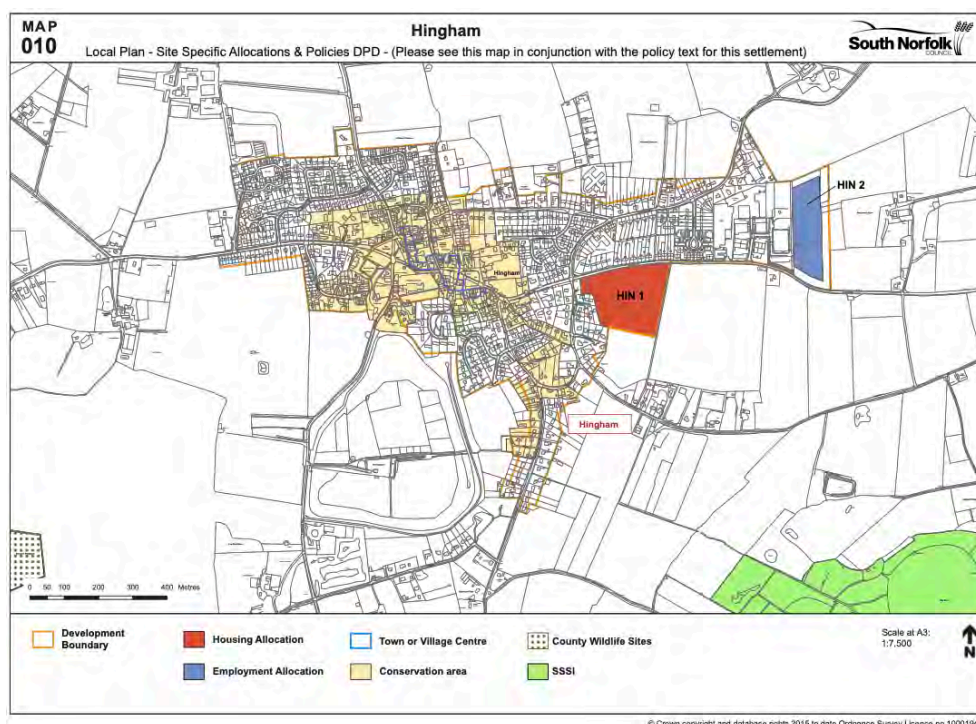 MAP
010
Hingham
Local Plan - Site Specific Allocations & Policies DPD - (Please see this map in conjunction with the policy text for this settlement)
South Norfolk
COUNCIL
HIN 2
Hingham
HIN 1
Hingham
0 50 100 200 300 400 Metres
Development
Boundary
Housing Allocation
Town or Village Centre
County Wildlife Sites
Employment Allocation
Conservation area
SSSI
Scale at A3:
1:7,500
N
© Crown copyright and database rights 2015 to date Ordnance Survey Licence no